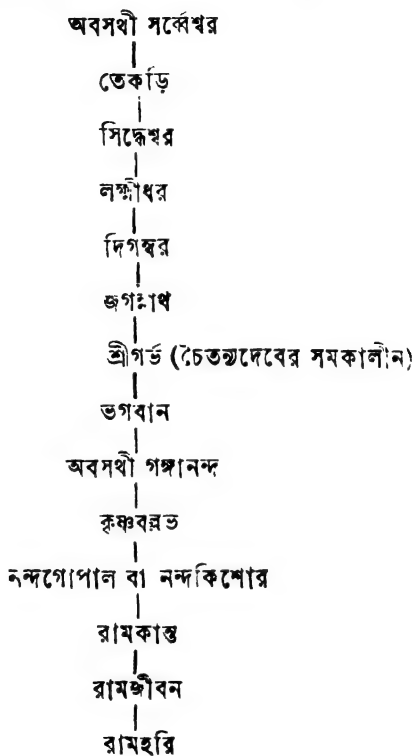 অবসথী সর্ব্বেশ্বর
তেকড়ি
সিদ্ধেশ্বর
লক্ষ্মীধর
দিগম্বর
জগন্নাথ
শ্রীগর্ভ (চৈতন্যদেবের সমকালীন)
ভগবান
অবসথী গঙ্গানন্দ
কৃষ্ণবল্লভ
নন্দগোপাল বা নন্দকিশোর
রামকান্ত
রামজীবন
রামহরি